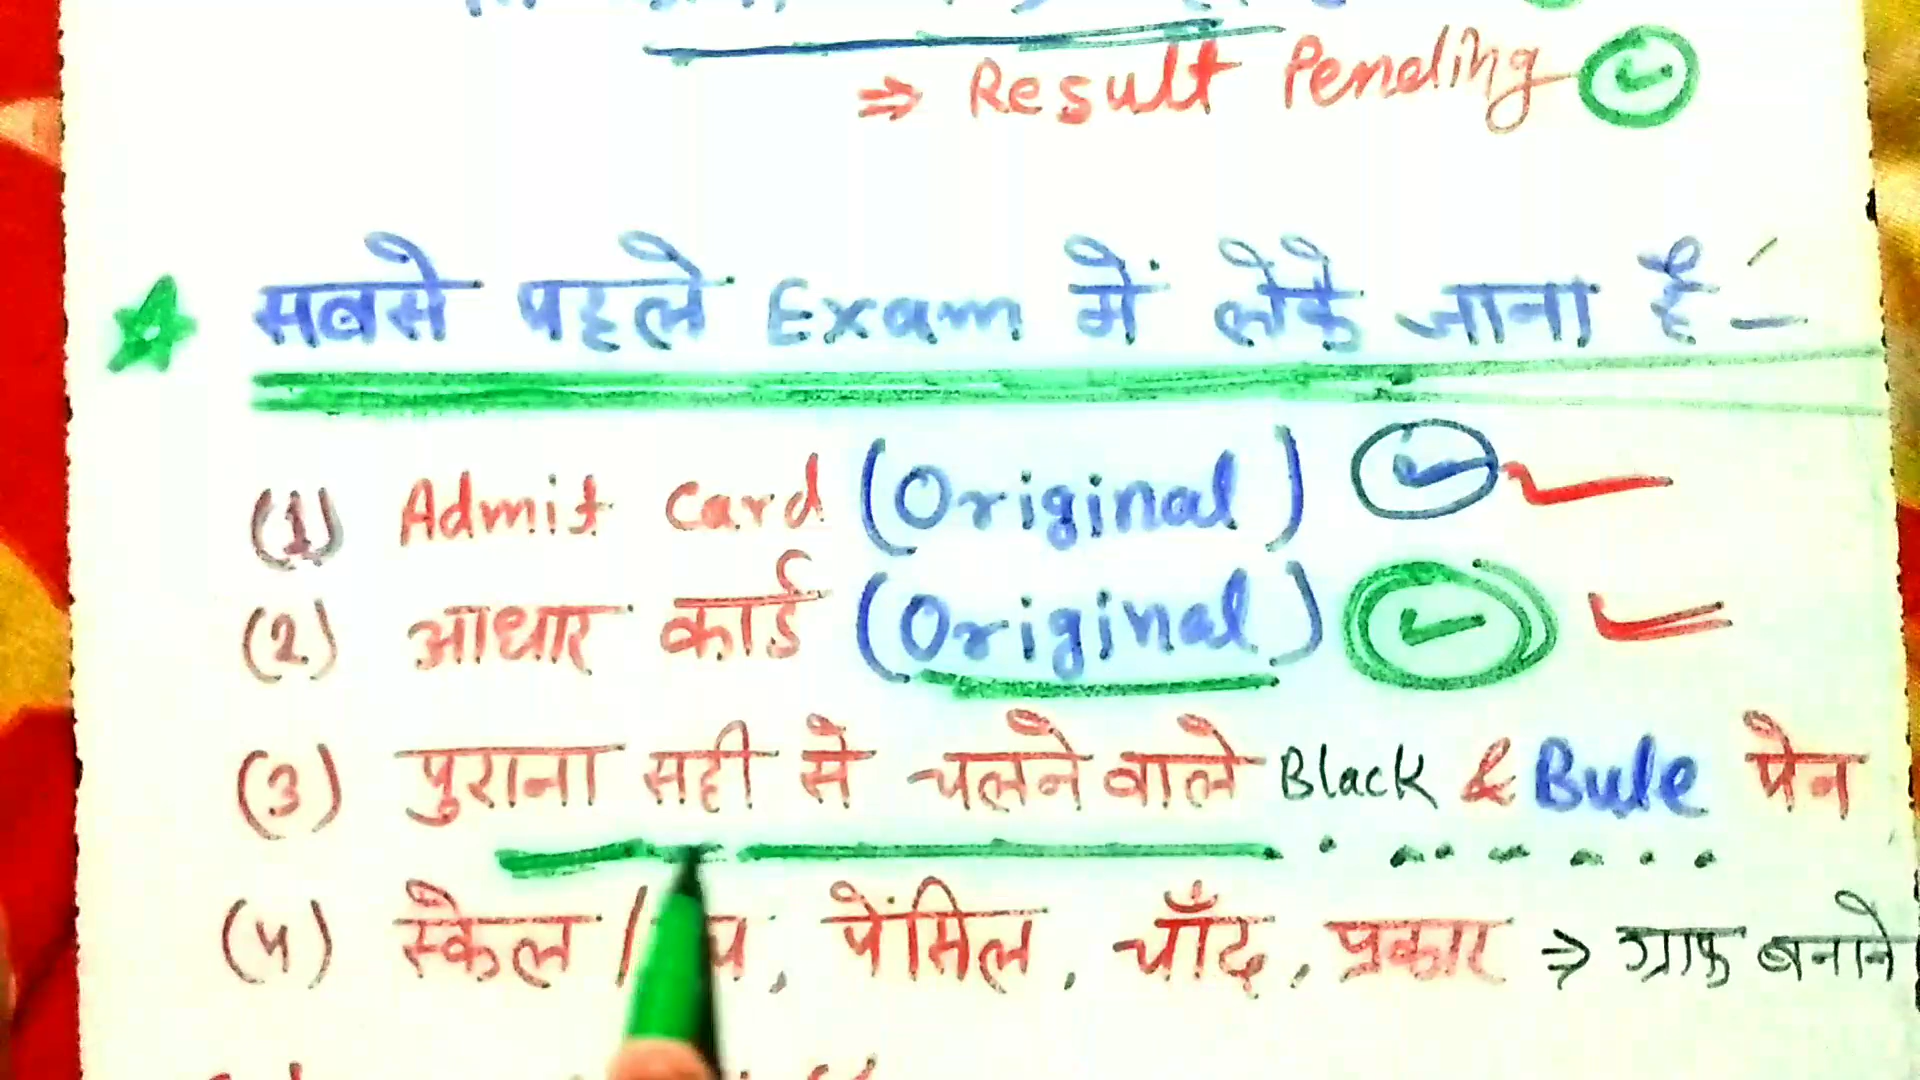 ⇒ Result Pending
सबसे पहले Exam में लेके जाना है -
(1) Admit Card (Original)
(2) आधार कार्ड (Original)
(3) पुराना सही से चलने वाले Black & Bule पेन
(4) स्केल / , पेंसिल, चाँद, प्रकार ⇒ ग्राफ बनाने